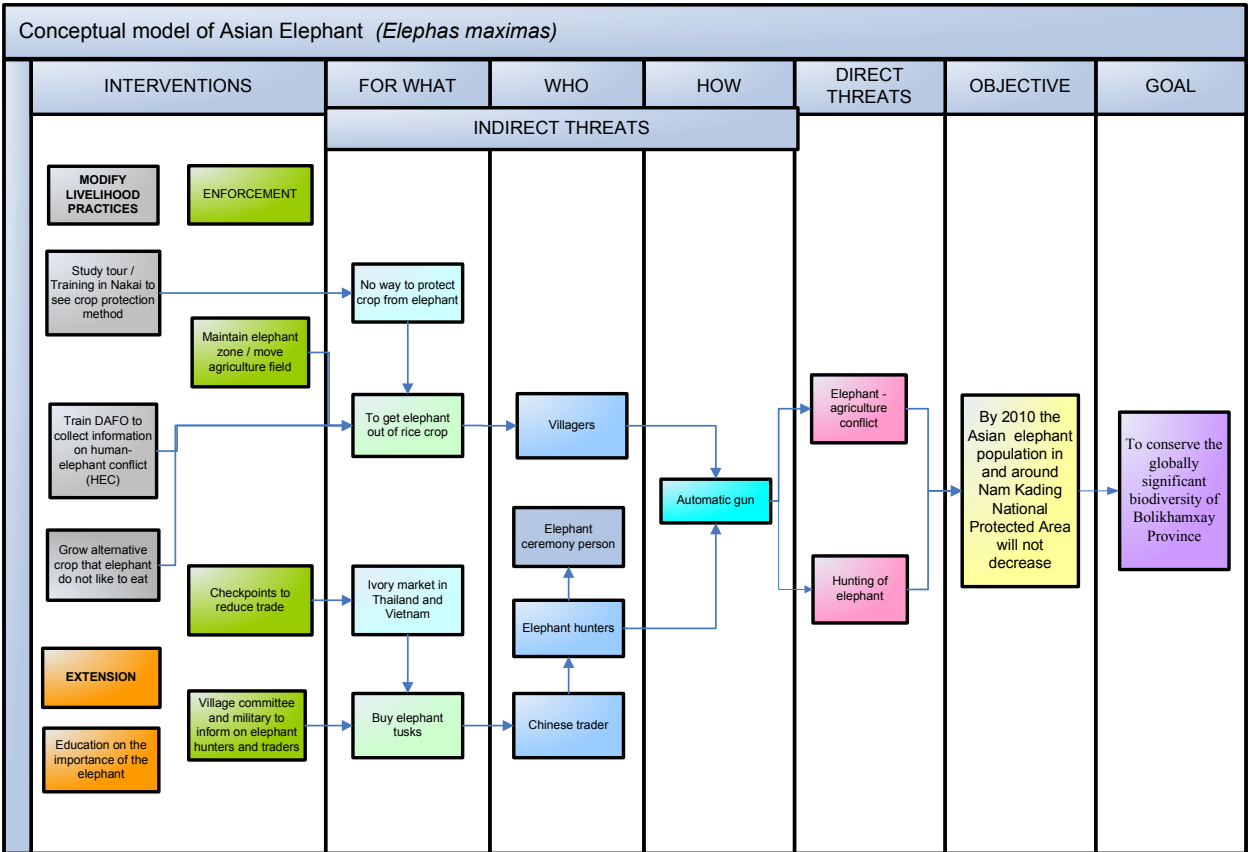 Conceptual model of Asian Elephant (Elephas maximas)
INTERVENTIONS
FOR WHAT
WHO
HOW
DIRECT
THREATS
OBJECTIVE
GOAL
INDIRECT THREATS
MODIFY
LIVELIHOOD
PRACTICES
ENFORCEMENT
Study tour /
Training in Nakai to
see crop protection
method
No way to protect
crop from elephant
Maintain elephant
zone / move
agriculture field
Train DAFO to
collect information
on human-
elephant conflict
(HEC)
To get elephant
out of rice crop
Villagers
Elephant -
agriculture
conflict
By 2010 the
Asian elephant
population in
and around
Nam Kading
National
Protected Area
will not
decrease
To conserve the
globally
significant
biodiversity of
Bolikhamxay
Province
Automatic gun
Elephant
ceremony person
Grow alternative
crop that elephant
do not like to eat
Checkpoints to
reduce trade
Ivory market in
Thailand and
Vietnam
Elephant hunters
Hunting of
elephant
EXTENSION
Village committee
and military to
inform on elephant
hunters and traders
Buy elephant
tusks
Chinese trader
Education on the
importance of the
elephant